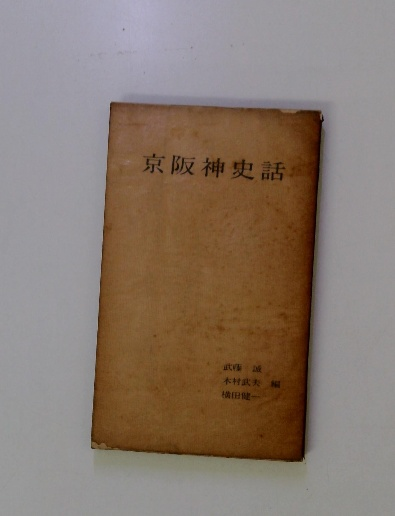 京阪神史話
武藤 誠
木村武夫 編
横田健一